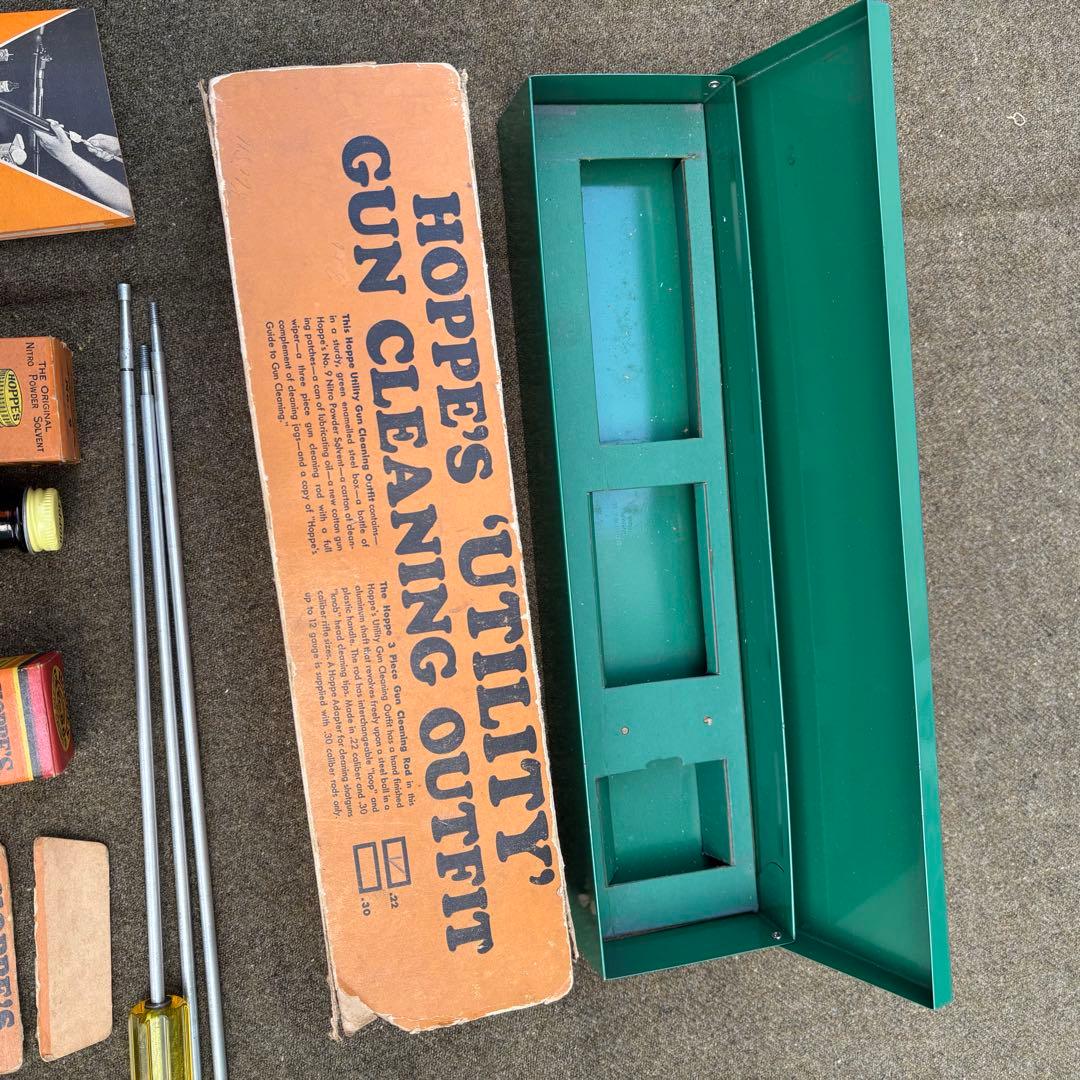 HOPPE'S 'UTILITY'
GUN CLEANING OUTFIT
This Hoppe Utility Gun Cleaning Outfit contains—
in a sturdy, green enamelled steel box—a bottle of
Hoppe's No. 9 Nitro Powder Solvent—a carton of clean-
ing patches—a can of lubricating oil—a new cotton gun
wiper—a three piece gun cleaning rod with a full
complement of cleaning jags—and a copy of "Hoppe's
Guide to Gun Cleaning."
The Hoppe 3 Piece Gun Cleaning Rod in this
Hoppe's Utility Gun Cleaning Outfit has a hand finished
aluminum shaft that revolves freely upon a steel ball in a
plastic handle. The rod has interchangeable "loop" and
"knob" head cleaning tips. Made in .22 caliber and .30
caliber rifle sizes. A Hoppe Adapter for cleaning shotguns
up to 12 gauge is supplied with .30 caliber rods only.
.22
.30
THE ORIGINAL
NITRO POWDER SOLVENT
HOPPE'S
HOPPE'S
HOPPE'S